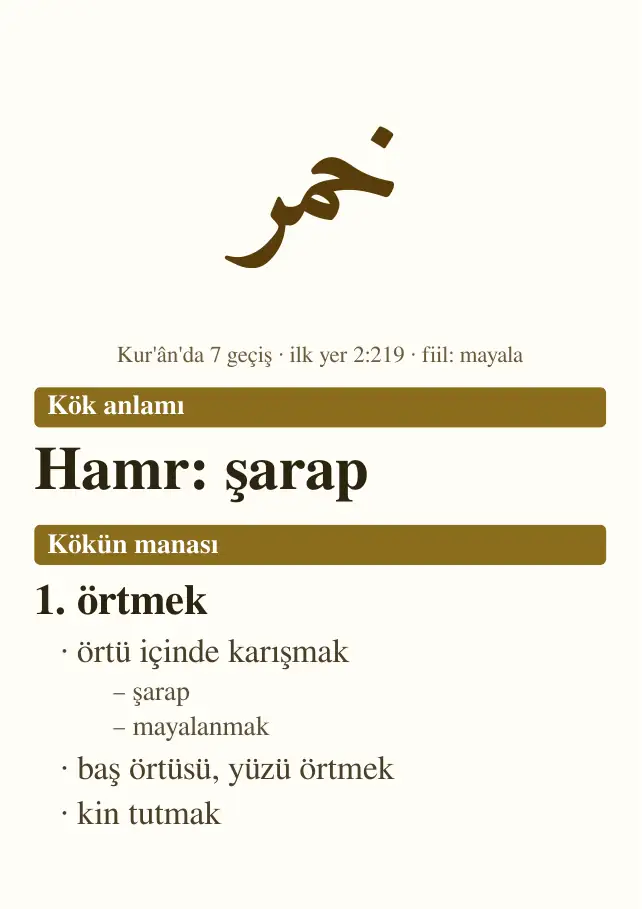 خمر
Kur'ân'da 7 geçiş · ilk yer 2:219 · fiil: mayala
Kök anlamı
Hamr: şarap
Kökün manası
1. örtmek
· örtü içinde karışmak
– şarap
– mayalanmak
· baş örtüsü, yüzü örtmek
· kin tutmak